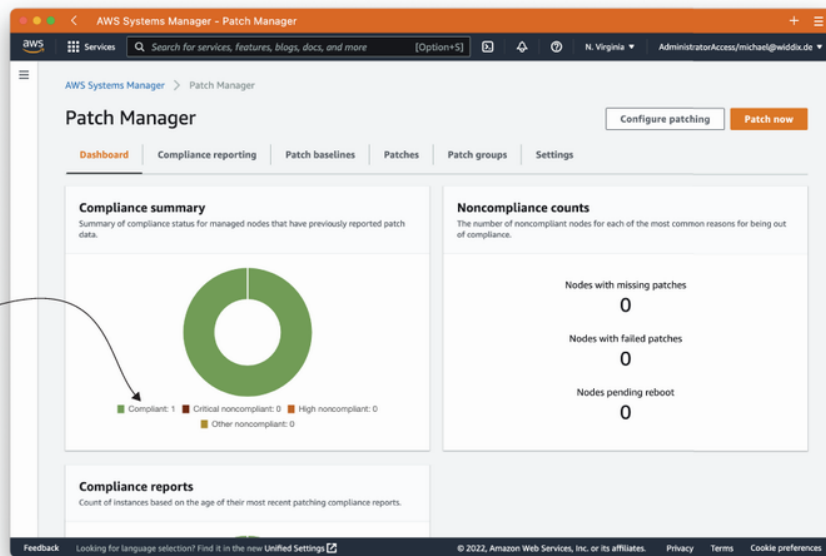 AWS Systems Manager - Patch Manager
aws
Services
Search for services, features, blogs, docs, and more
[Option+S]
N. Virginia
AdministratorAccess/michael@widdix.de
AWS Systems Manager > Patch Manager
Patch Manager
Configure patching
Patch now
Dashboard
Compliance reporting
Patch baselines
Patches
Patch groups
Settings
Compliance summary
Summary of compliance status for managed nodes that have previously reported patch
data.
Compliant: 1 Critical noncompliant: 0 High noncompliant: 0
Other noncompliant: 0
Noncompliance counts
The number of noncompliant nodes for each of the most common reasons for being out
of compliance.
Nodes with missing patches
0
Nodes with failed patches
0
Nodes pending reboot
0
Compliance reports
Count of instances based on the age of their most recent patching compliance reports.
Feedback
Looking for language selection? Find it in the new Unified Settings
© 2022, Amazon Web Services, Inc. or its affiliates.
Privacy
Terms
Cookie preferences